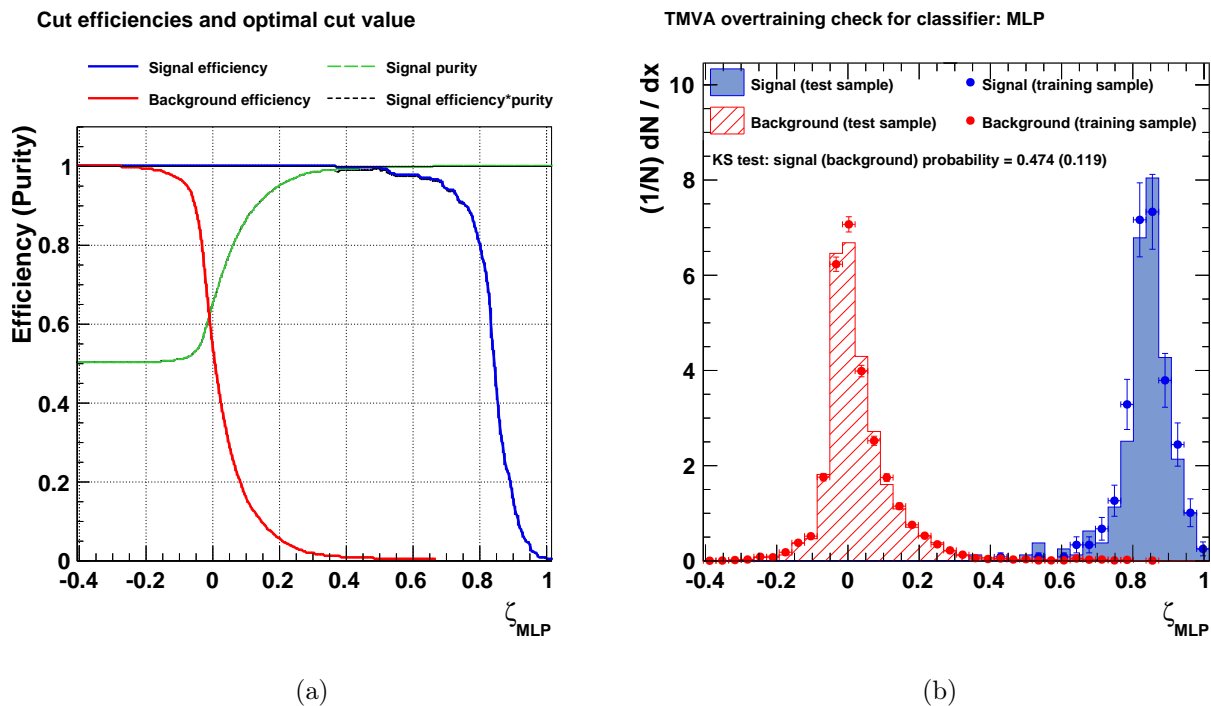 Cut efficiencies and optimal cut value
Signal efficiency
Signal purity
Background efficiency
Signal efficiency*purity
Efficiency (Purity)
1
0.8
0.6
0.4
0.2
0
-0.4 -0.2 0 0.2 0.4 0.6 0.8 1
ζMLP
(a)
TMVA overtraining check for classifier: MLP
Signal (test sample)
Signal (training sample)
Background (test sample)
Background (training sample)
KS test: signal (background) probability = 0.474 (0.119)
(1/N) dN / dx
10
8
6
4
2
0
-0.4 -0.2 0 0.2 0.4 0.6 0.8 1
ζMLP
(b)